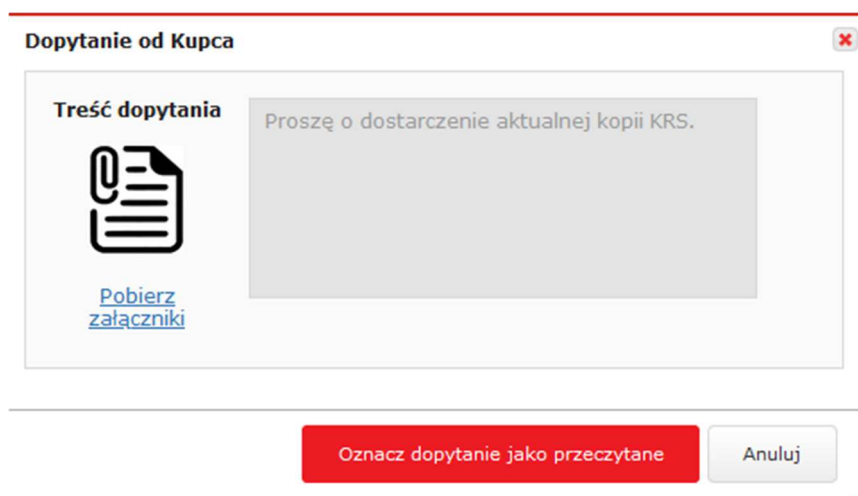 Dopytanie od Kupca
Treść dopytania
Proszę o dostarczenie aktualnej kopii KRS.
Pobierz
załączniki
Oznacz dopytanie jako przeczytane
Anuluj